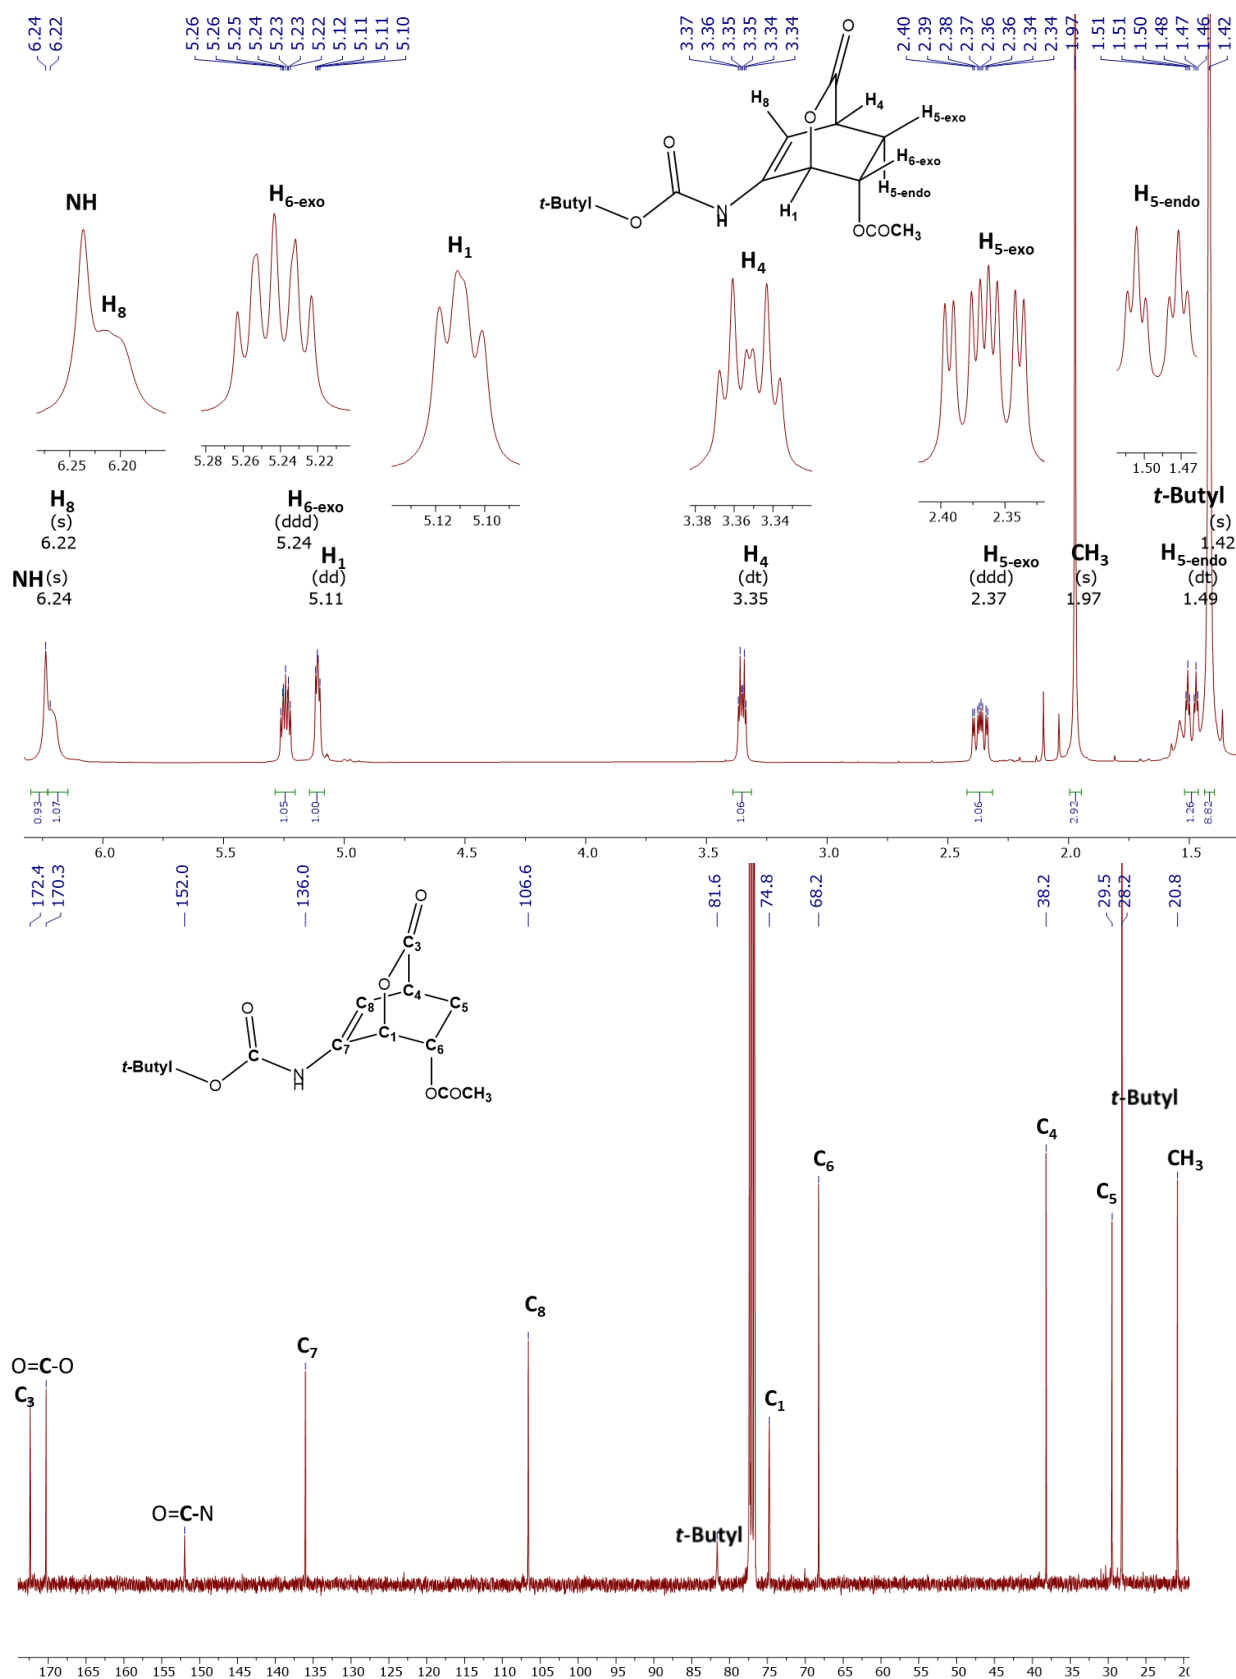 6.24
6.22
5.26
5.26
5.25
5.24
5.23
5.23
5.22
5.12
5.11
5.11
5.10
3.37
3.36
3.35
3.35
3.34
3.34
2.40
2.39
2.38
2.37
2.36
2.36
2.34
2.34
1.97
1.51
1.51
1.50
1.48
1.47
1.46
1.42
O
H8
H4
O
H5-exo
O
H6-exo
H5-endo
t-Butyl
O
N
H
H1
OCOCH3
NH
H8
H6-exo
H1
H4
H5-exo
H5-endo
6.25 6.20
5.28 5.26 5.24 5.22
5.12 5.10
3.38 3.36 3.34
2.40 2.35
1.50 1.47
H8
(s)
6.22
NH (s)
6.24
H6-exo
(ddd)
5.24
H1
(dd)
5.11
H4
(dt)
3.35
H5-exo
(ddd)
2.37
CH3
(s)
1.97
t-Butyl
(s)
1.42
H5-endo
(dt)
1.49
0.93
1.07
1.05
1.00
1.06
1.06
2.92
1.26
8.82
6.0 5.5 5.0 4.5 4.0 3.5 3.0 2.5 2.0 1.5
172.4
170.3
152.0
136.0
106.6
81.6
74.8
68.2
38.2
29.5
28.2
20.8
O
C3
O
C8
C4
C5
O
C
C7
C1
C6
t-Butyl
O
N
H
OCOCH3
C3
O=C-O
O=C-N
C7
C8
t-Butyl
C1
C6
C4
C5
t-Butyl
CH3
170 165 160 155 150 145 140 135 130 125 120 115 110 105 100 95 90 85 80 75 70 65 60 55 50 45 40 35 30 25 20